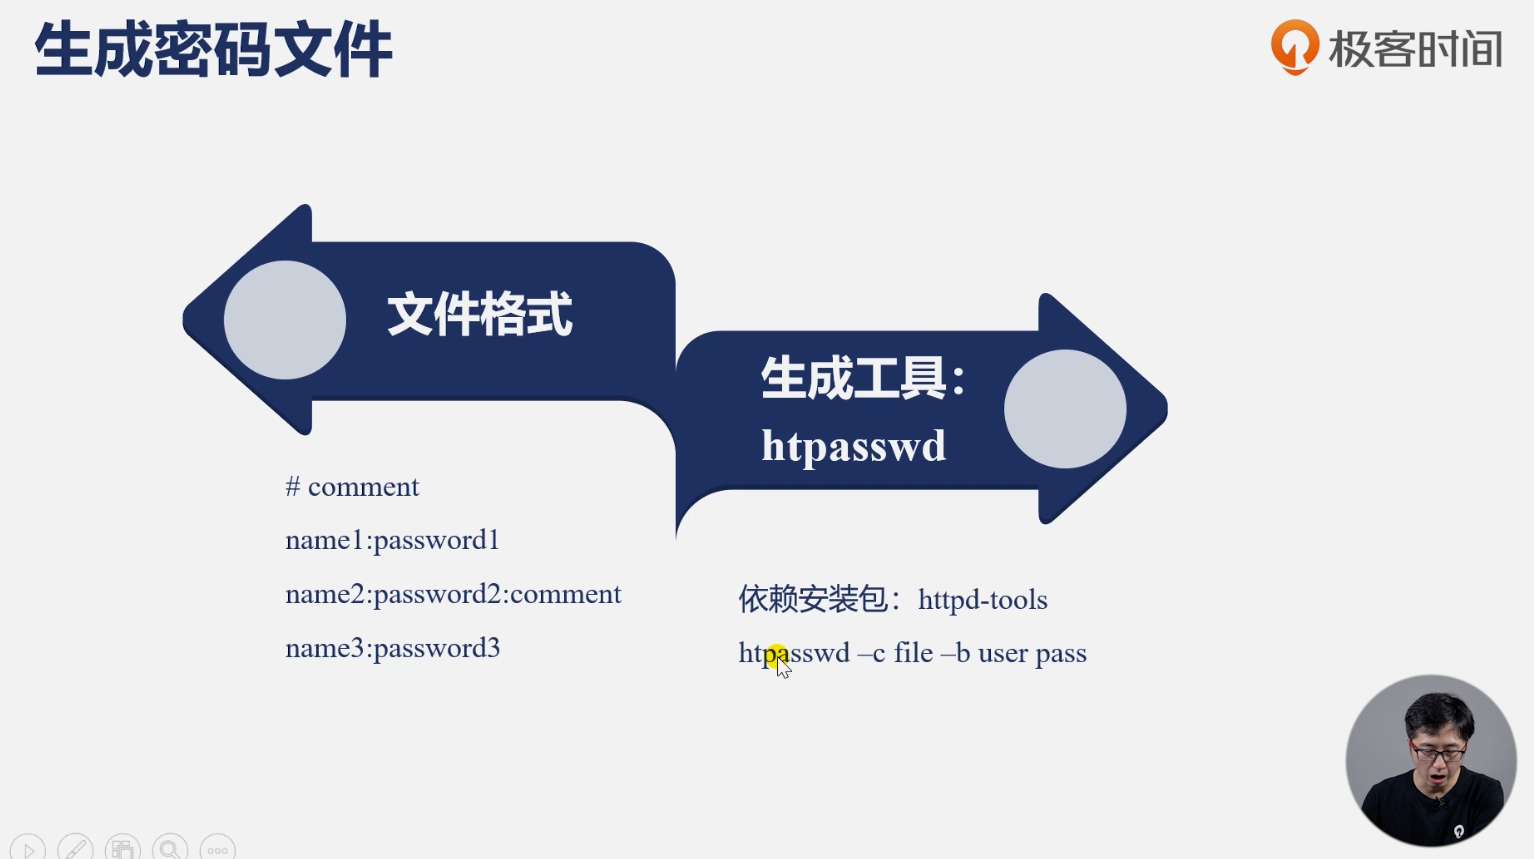 生成密码文件
极客时间
文件格式
生成工具：
htpasswd
# comment
name1:password1
name2:password2:comment
name3:password3
依赖安装包：httpd-tools
htpasswd –c file –b user pass